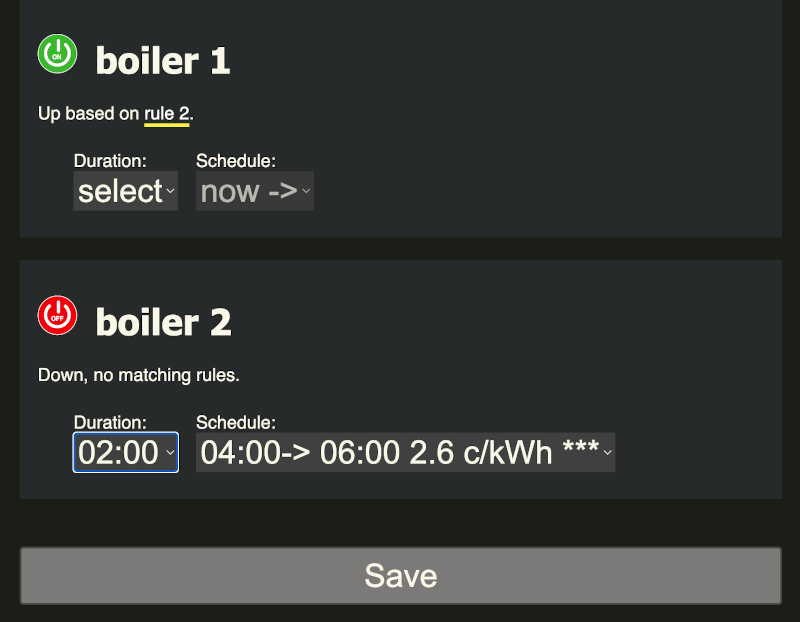 ON
boiler 1
Up based on rule 2.
Duration: Schedule:
select now ->
OFF
boiler 2
Down, no matching rules.
Duration: Schedule:
02:00 04:00-> 06:00 2.6 c/kWh ***
Save